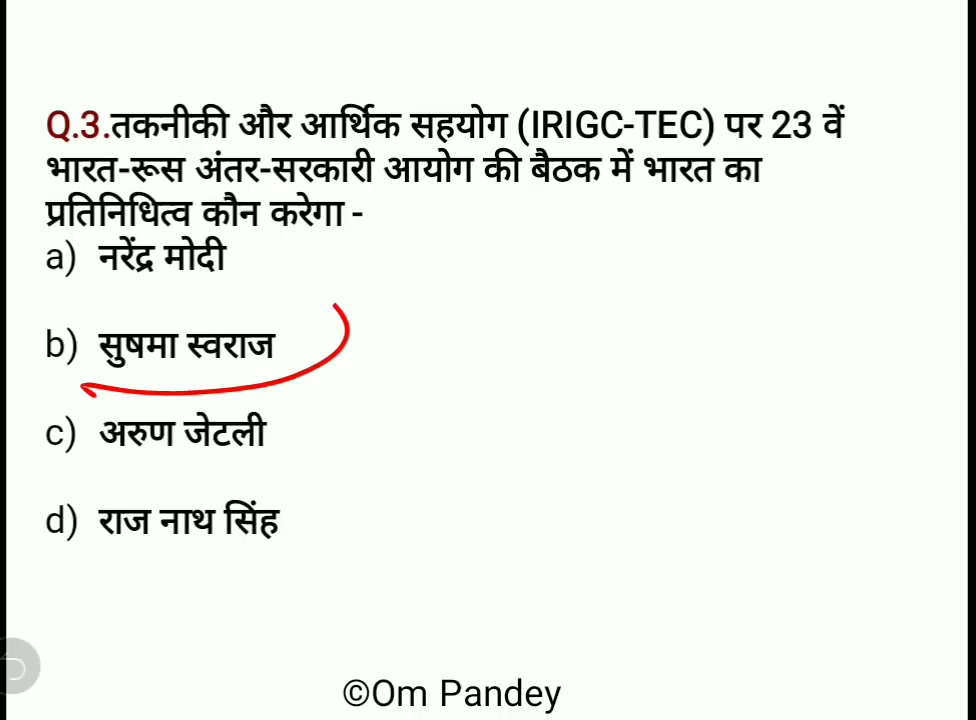 Q.3.तकनीकी और आर्थिक सहयोग (IRIGC-TEC) पर 23 वें
भारत-रूस अंतर-सरकारी आयोग की बैठक में भारत का
प्रतिनिधित्व कौन करेगा -
a) नरेंद्र मोदी
b) सुषमा स्वराज
c) अरुण जेटली
d) राज नाथ सिंह
©Om Pandey